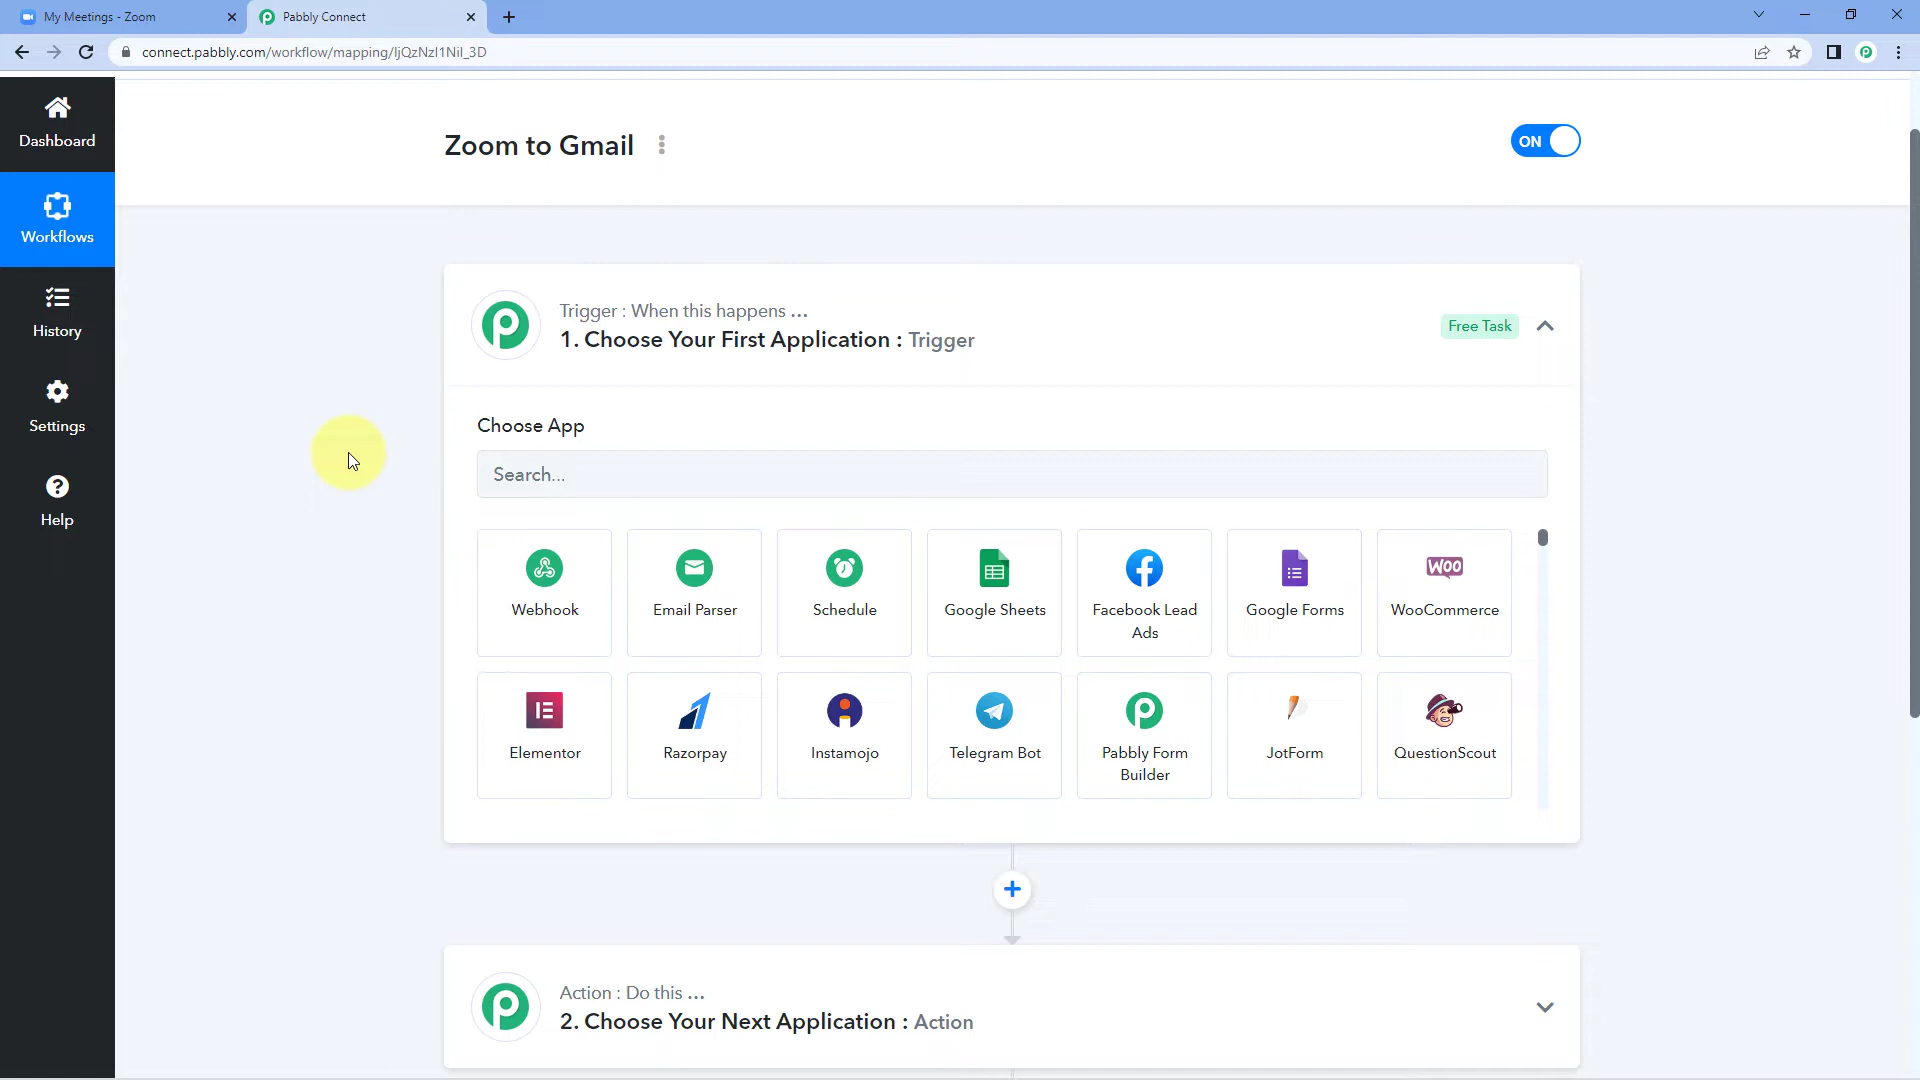 My Meetings - Zoom
Pabbly Connect
connect.pabbly.com/workflow/mapping/IjQzNzI1NiI_3D
Dashboard
Workflows
History
Settings
Help
Zoom to Gmail
ON
Trigger : When this happens ...
1. Choose Your First Application : Trigger
Free Task
Choose App
Search...
Webhook
Email Parser
Schedule
Google Sheets
Facebook Lead
Ads
Google Forms
WOO
WooCommerce
Elementor
Razorpay
Instamojo
Telegram Bot
Pabbly Form
Builder
JotForm
QuestionScout
Action : Do this ...
2. Choose Your Next Application : Action